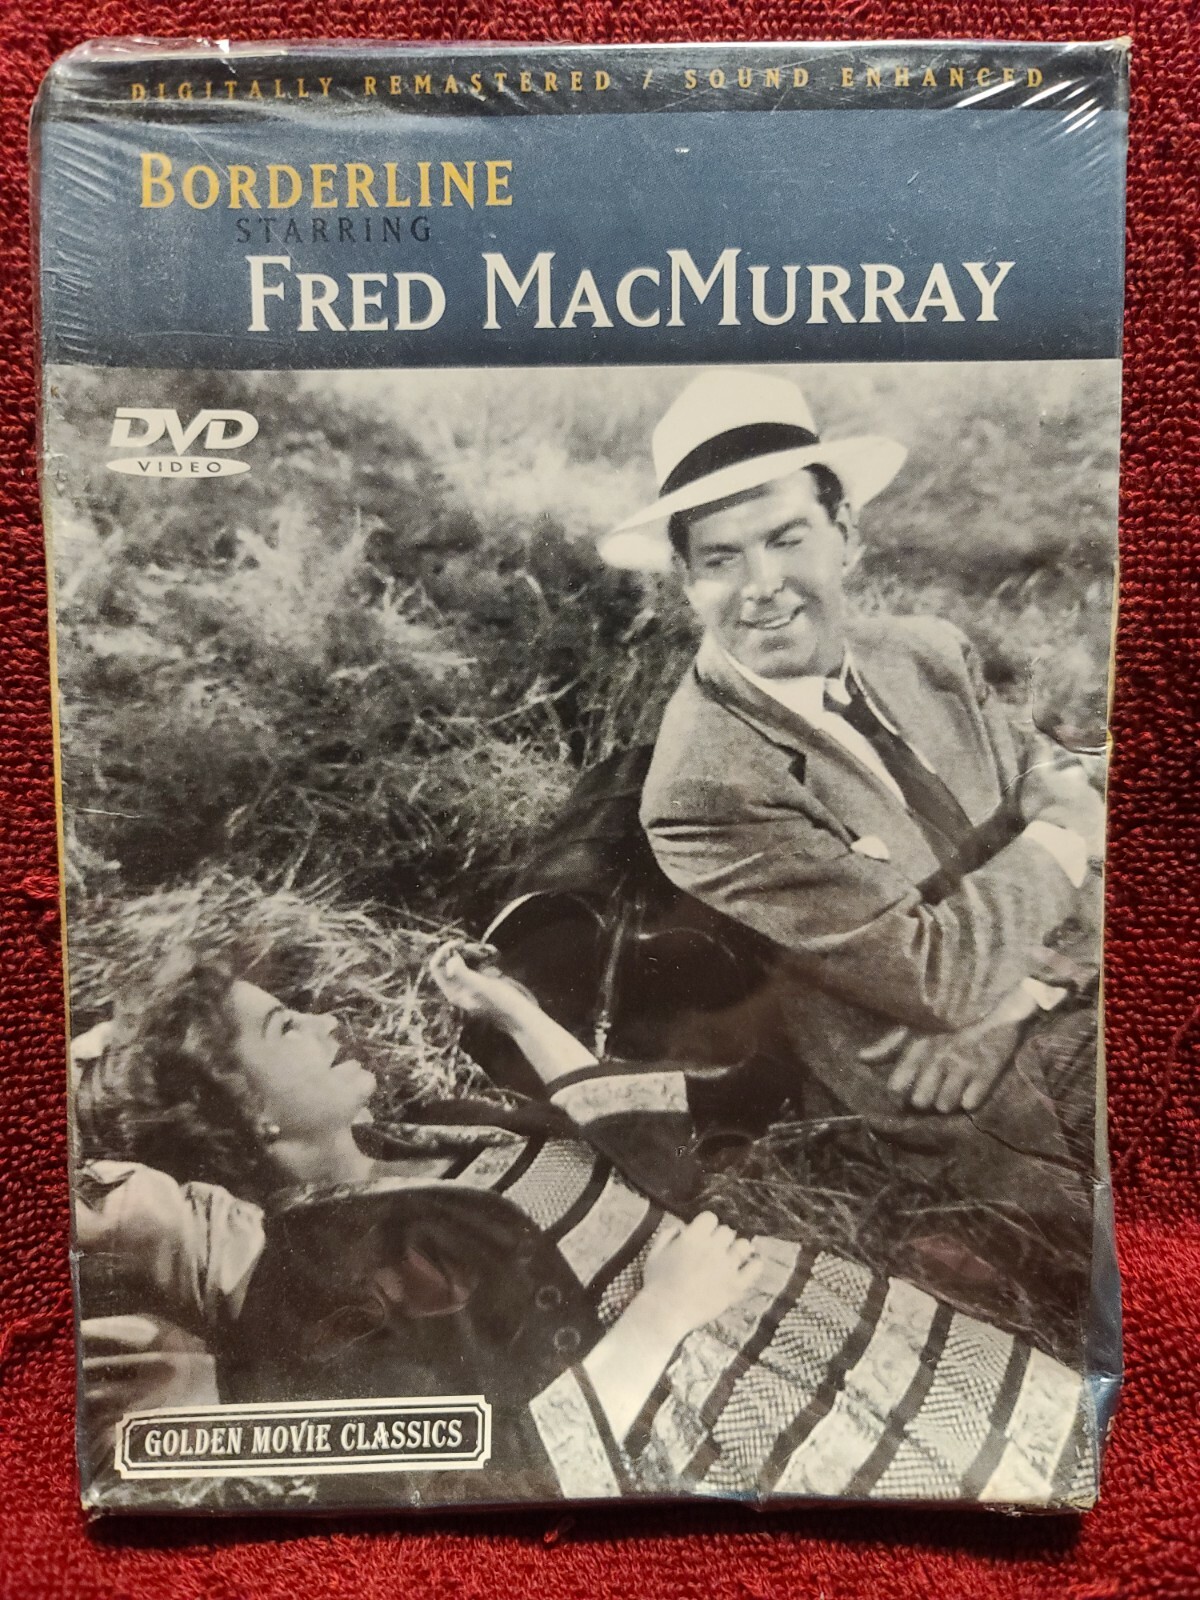 DIGITALLY REMASTERED / SOUND ENHANCED
BORDERLINE
STARRING
FRED MACMURRAY
DVD
VIDEO
GOLDEN MOVIE CLASSICS